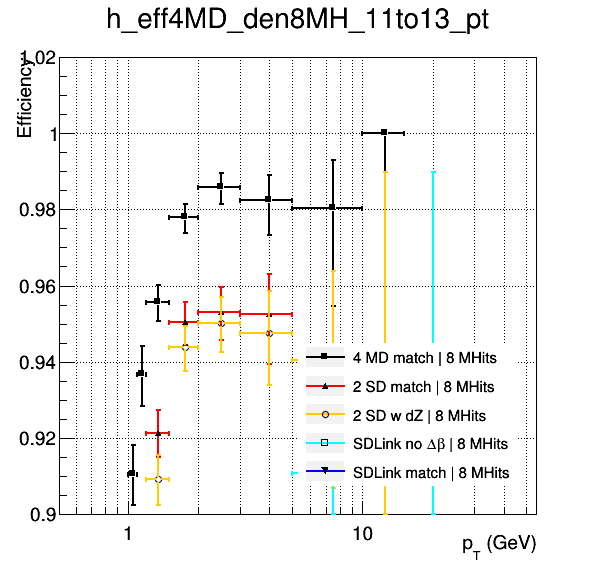 h_eff4MD_den8MH_11to13_pt
Efficiency
1.02
1
0.98
0.96
0.94
0.92
0.9
4 MD match | 8 MHits
2 SD match | 8 MHits
2 SD w dZ | 8 MHits
SDLink no Δβ | 8 MHits
SDLink match | 8 MHits
1
10
p_T (GeV)